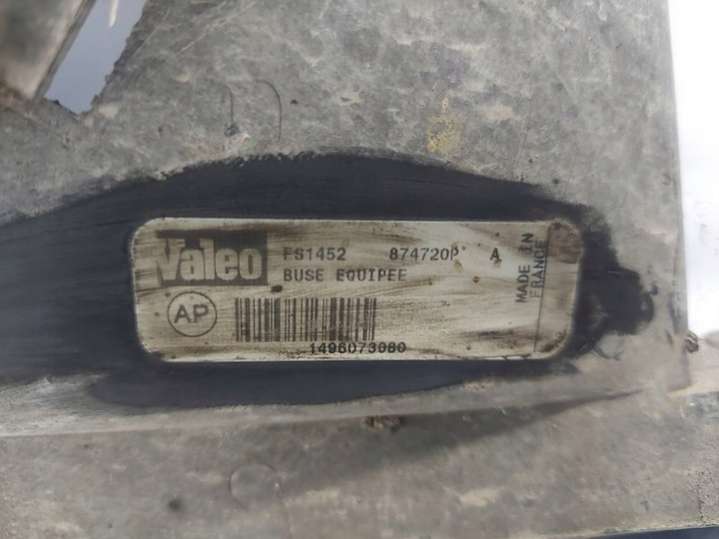 Valeo FS1452 874720P A
BUSE EQUIPEE
AP
1496073080
MADE IN
FRANCE